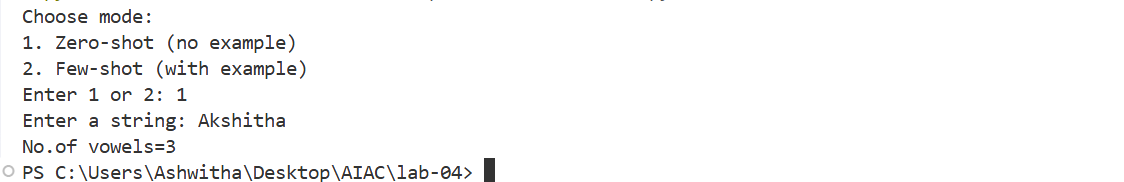 Choose mode:
1. Zero-shot (no example)
2. Few-shot (with example)
Enter 1 or 2: 1
Enter a string: Akshitha
No.of vowels=3
PS C:\Users\Ashwitha\Desktop\AIAC\lab-04>